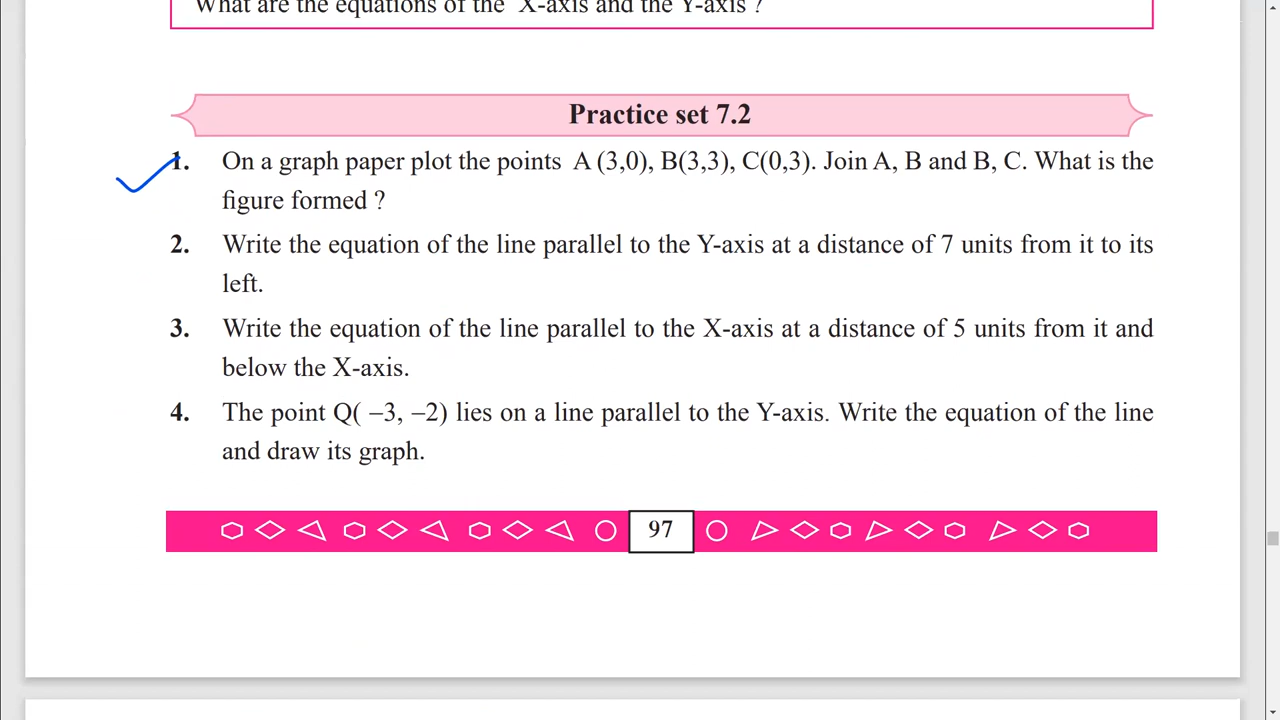 What are the equations of the X-axis and the Y-axis ?
Practice set 7.2
1. On a graph paper plot the points A (3,0), B(3,3), C(0,3). Join A, B and B, C. What is the
figure formed ?
2. Write the equation of the line parallel to the Y-axis at a distance of 7 units from it to its
left.
3. Write the equation of the line parallel to the X-axis at a distance of 5 units from it and
below the X-axis.
4. The point Q( –3, –2) lies on a line parallel to the Y-axis. Write the equation of the line
and draw its graph.
97